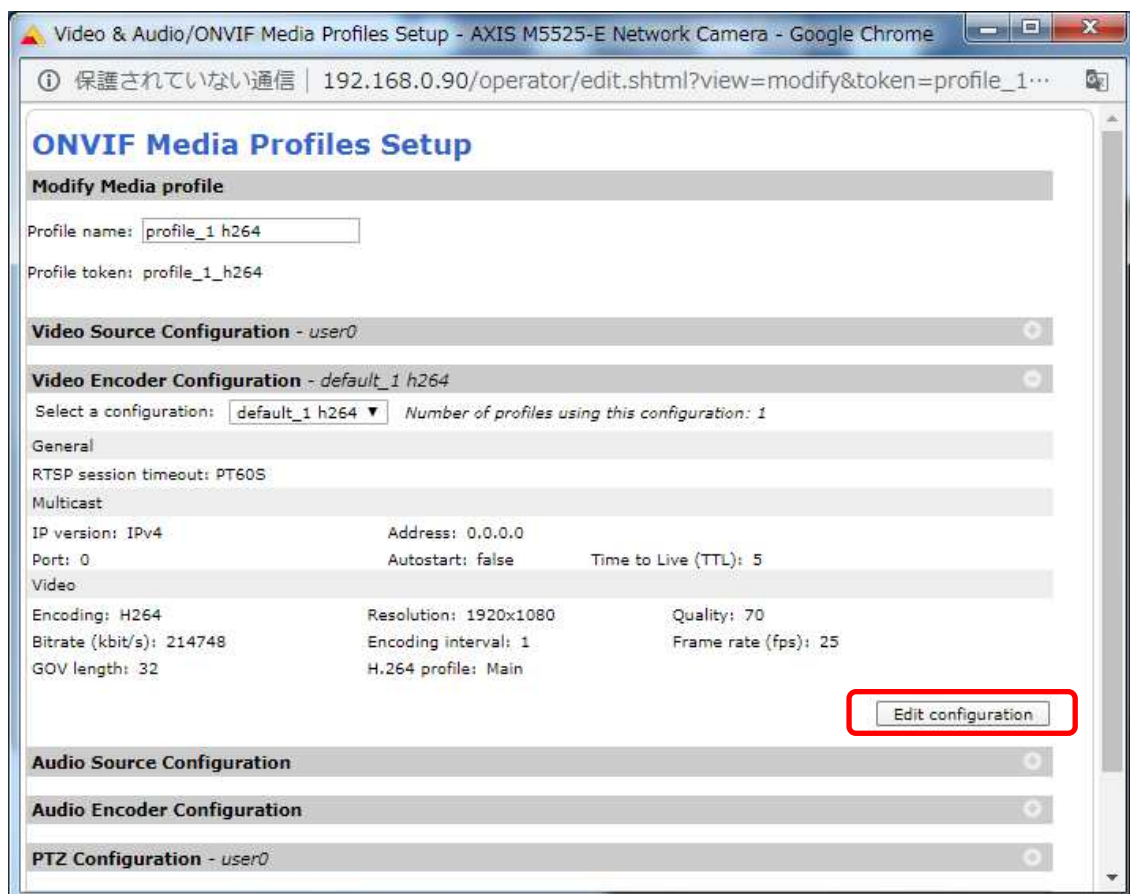 Video & Audio/ONVIF Media Profiles Setup - AXIS M5525-E Network Camera - Google Chrome
保護されていない通信 | 192.168.0.90/operator/edit.shtml?view=modify&token=profile_1…
ONVIF Media Profiles Setup
Modify Media profile
Profile name: profile_1 h264
Profile token: profile_1_h264
Video Source Configuration - user0
Video Encoder Configuration - default_1 h264
Select a configuration: default_1 h264 ▼ Number of profiles using this configuration: 1
General
RTSP session timeout: PT60S
Multicast
IP version: IPv4 Address: 0.0.0.0
Port: 0 Autostart: false Time to Live (TTL): 5
Video
Encoding: H264 Resolution: 1920x1080 Quality: 70
Bitrate (kbit/s): 214748 Encoding interval: 1 Frame rate (fps): 25
GOV length: 32 H.264 profile: Main
Edit configuration
Audio Source Configuration
Audio Encoder Configuration
PTZ Configuration - user0